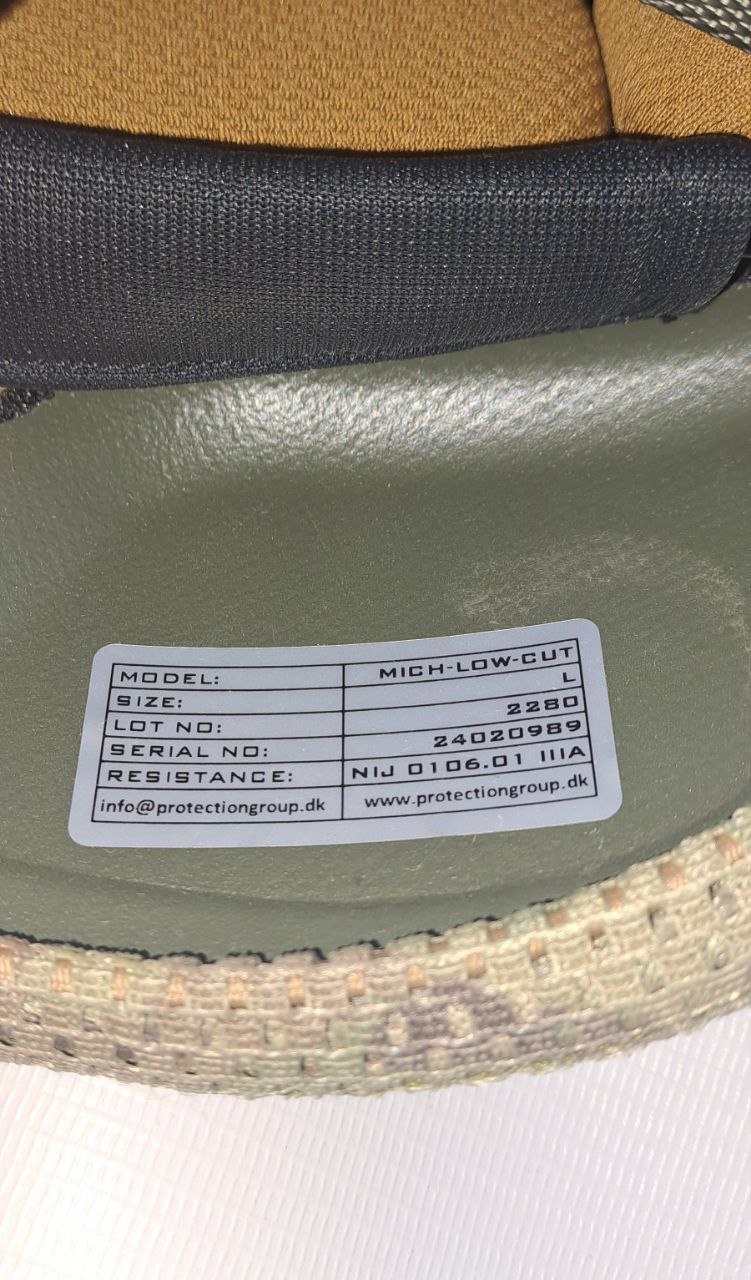 MODEL: MICH-LOW-CUT
SIZE: L
LOT NO: 2280
SERIAL NO: 24020989
RESISTANCE: NIJ 0106.01 IIIA
info@protectiongroup.dk www.protectiongroup.dk